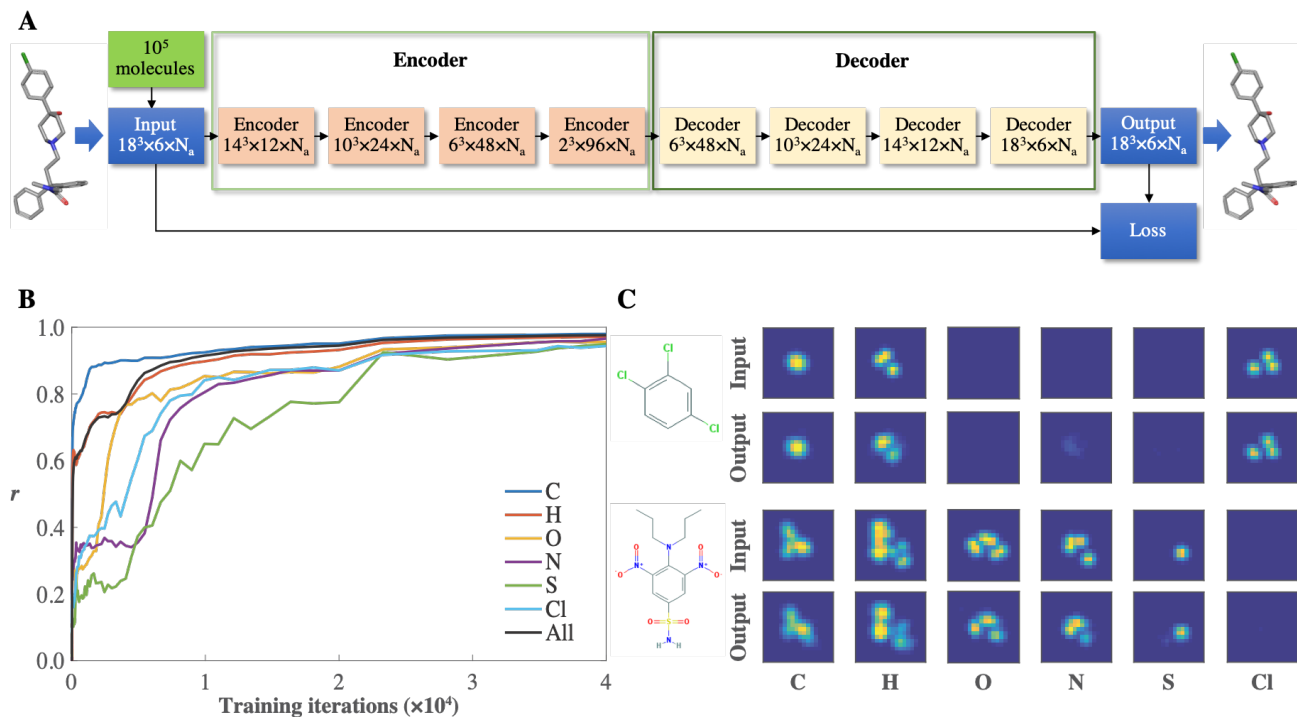 A
10⁵
molecules
Encoder
Decoder
Input
18³×6×Nₐ
Encoder
14³×12×Nₐ
Encoder
10³×24×Nₐ
Encoder
6³×48×Nₐ
Encoder
2³×96×Nₐ
Decoder
6³×48×Nₐ
Decoder
10³×24×Nₐ
Decoder
14³×12×Nₐ
Decoder
18³×6×Nₐ
Output
18³×6×Nₐ
Loss
B
1.0
0.8
0.6
r
0.4
0.2
0.0
C
H
O
N
S
Cl
All
0 1 2 3 4
Training iterations (×10⁴)
C
Cl
Cl
Cl
Input
Output
N
O N⁺ N⁺ O
O⁻ O⁻
O S O
N
H H
Input
Output
C H O N S Cl